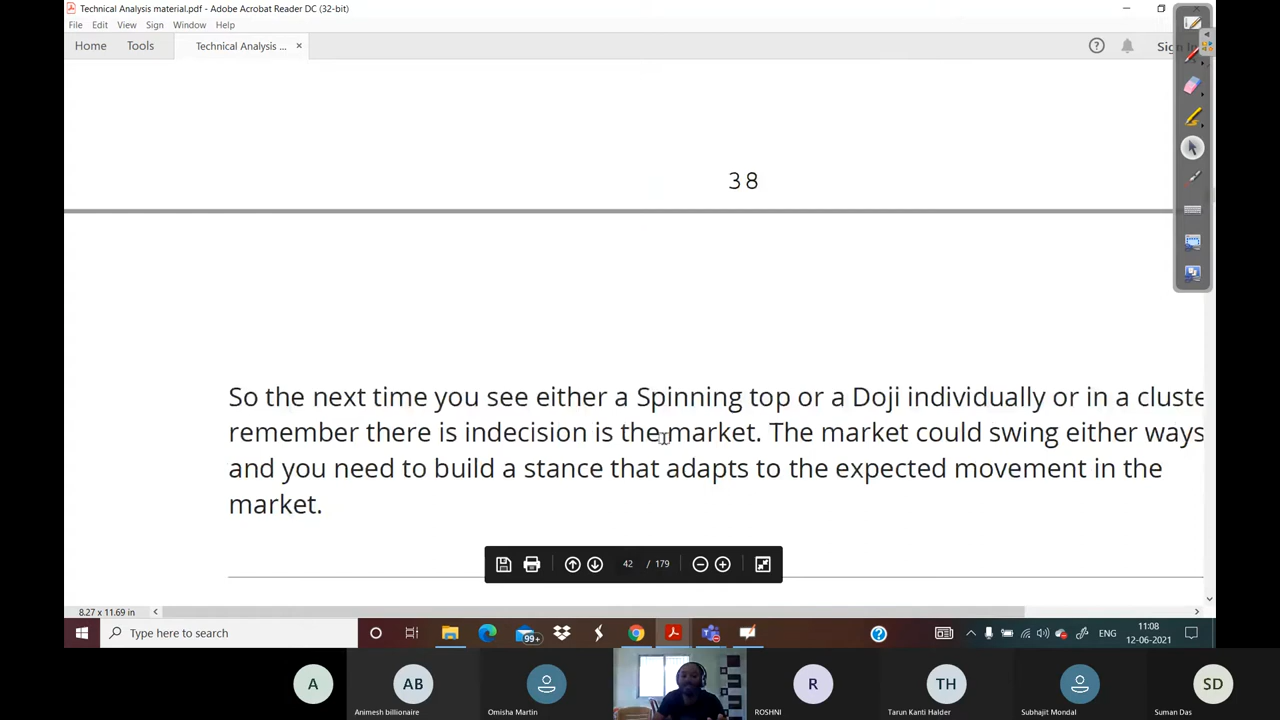 Technical Analysis material.pdf - Adobe Acrobat Reader DC (32-bit)
File Edit View Sign Window Help
Home Tools Technical Analysis ... × Sign In
38
So the next time you see either a Spinning top or a Doji individually or in a cluste
remember there is indecision is the market. The market could swing either ways
and you need to build a stance that adapts to the expected movement in the
market.
42 / 179
8.27 x 11.69 in
Type here to search
99+
ENG
11:08
12-06-2021
A AB R TH SD
Animesh billionaire Omisha Martin ROSHNI Tarun Kanti Halder Subhajit Mondal Suman Das